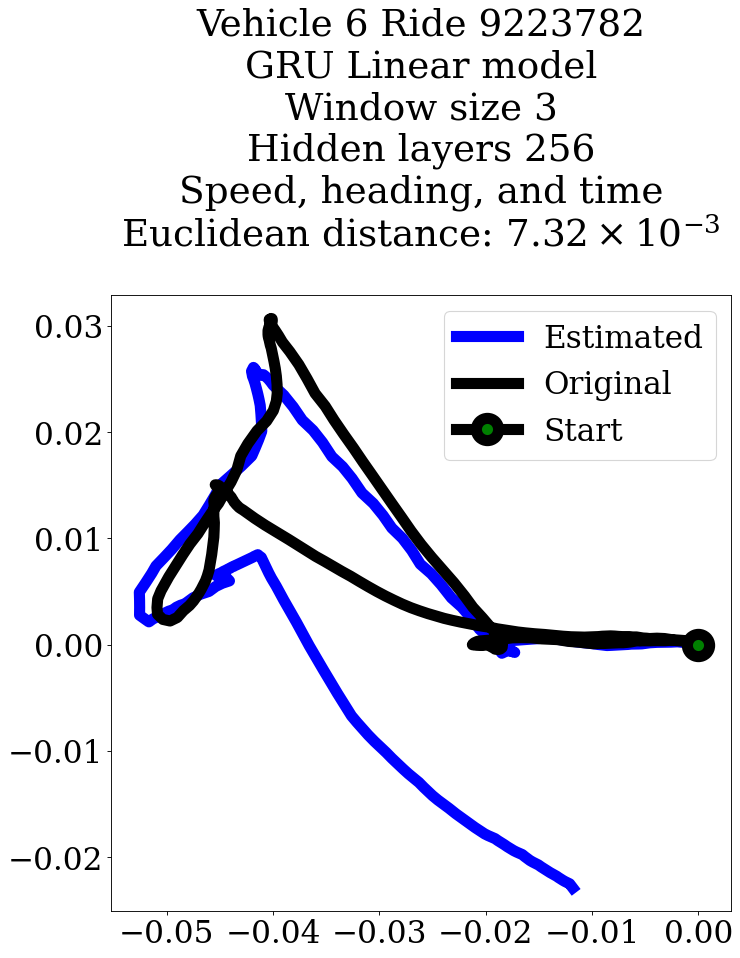 Vehicle 6 Ride 9223782
GRU Linear model
Window size 3
Hidden layers 256
Speed, heading, and time
Euclidean distance: 7.32 × 10⁻³
Estimated
Original
Start
0.03
0.02
0.01
0.00
−0.01
−0.02
−0.05 −0.04 −0.03 −0.02 −0.01 0.00